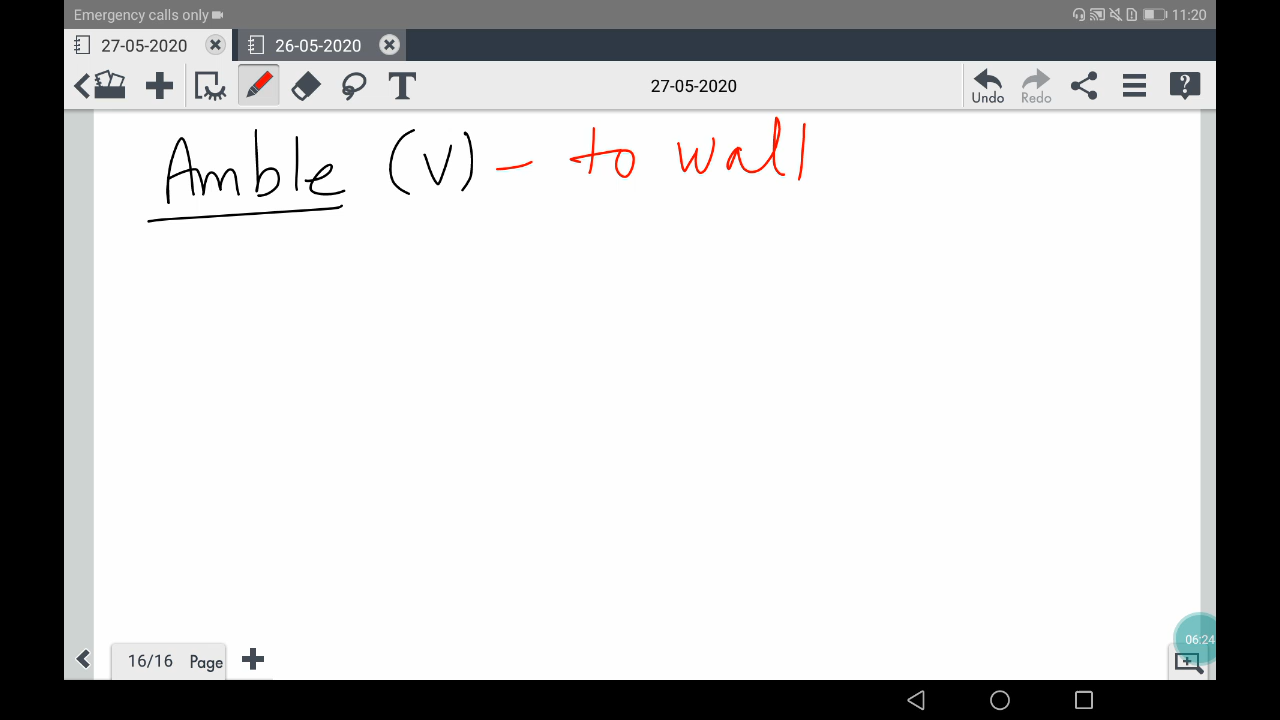 Emergency calls only 11:20
27-05-2020 26-05-2020
T 27-05-2020 Undo Redo ?
Amble (v) - to wall
16/16 Page
06:24